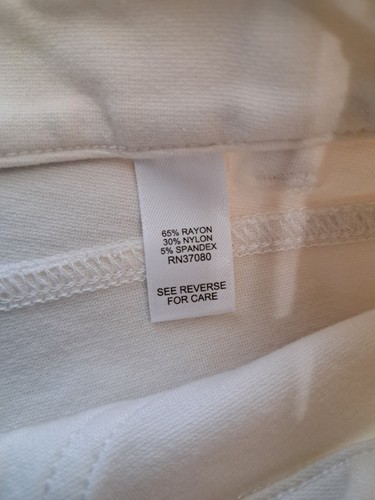 65% RAYON
30% NYLON
5% SPANDEX
RN37080
SEE REVERSE
FOR CARE